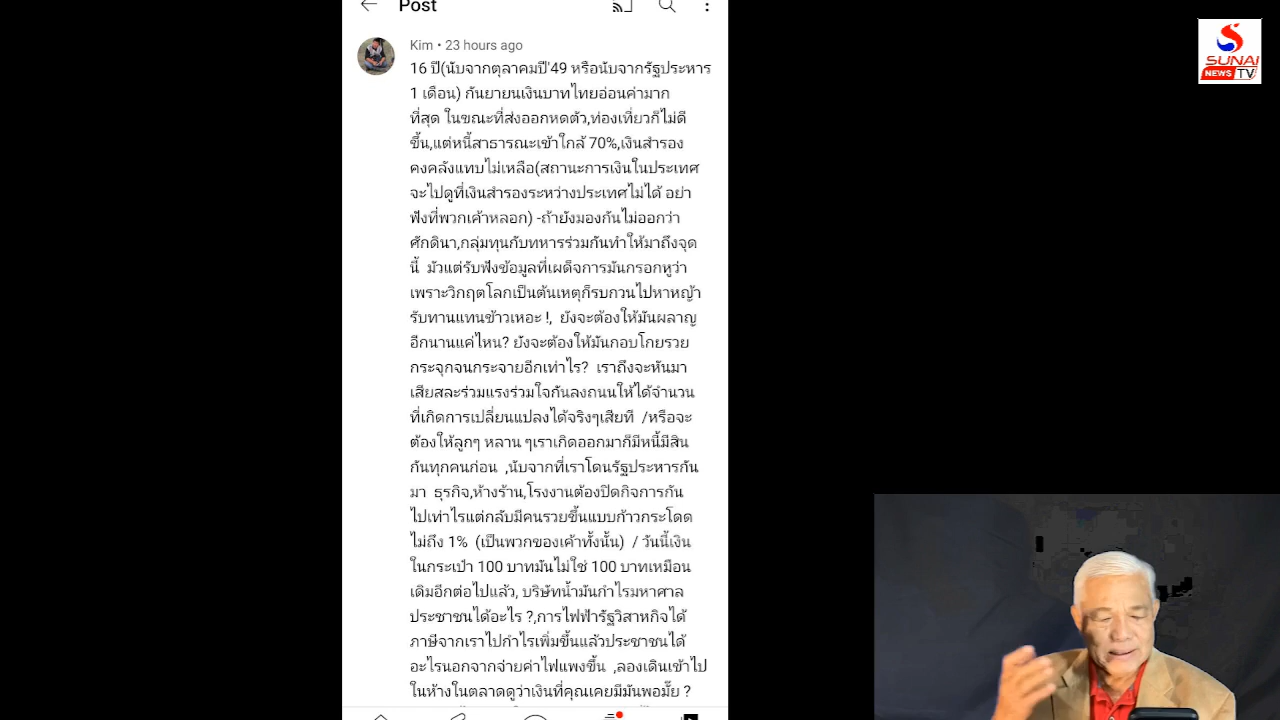 Post
Kim • 23 hours ago
16 ปี(นับจากตุลาคมปี'49 หรือนับจากรัฐประหาร
1 เดือน) กันยายนเงินบาทไทยอ่อนค่ามาก
ที่สุด ในขณะที่ส่งออกหดตัว,ท่องเที่ยวก็ไม่ดี
ขึ้น,แต่หนี้สาธารณะเข้าใกล้ 70%,เงินสำรอง
คงคลังแทบไม่เหลือ(สถานะการเงินในประเทศ
จะไปดูที่เงินสำรองระหว่างประเทศไม่ได้ อย่า
ฟังที่พวกเค้าหลอก) -ถ้ายังมองกันไม่ออกว่า
ศักดินา,กลุ่มทุนกับทหารร่วมกันทำให้มาถึงจุด
นี้ มัวแต่รับฟังข้อมูลที่เผด็จการมันกรอกหูว่า
เพราะวิกฤตโลกเป็นต้นเหตุก็รบกวนไปหาหญ้า
รับทานแทนข้าวเหอะ !, ยังจะต้องให้มันผลาญ
อีกนานแค่ไหน? ยังจะต้องให้มันกอบโกยรวย
กระจุกจนกระจายอีกเท่าไร? เราถึงจะหันมา
เสียสละร่วมแรงร่วมใจกันลงถนนให้ได้จำนวน
ที่เกิดการเปลี่ยนแปลงได้จริงๆเสียที /หรือจะ
ต้องให้ลูกๆ หลาน ๆเราเกิดออกมาก็มีหนี้มีสิน
กันทุกคนก่อน ,นับจากที่เราโดนรัฐประหารกัน
มา ธุรกิจ,ห้างร้าน,โรงงานต้องปิดกิจการกัน
ไปเท่าไรแต่กลับมีคนรวยขึ้นแบบก้าวกระโดด
ไม่ถึง 1% (เป็นพวกของเค้าทั้งนั้น) / วันนี้เงิน
ในกระเป๋า 100 บาทมันไม่ใช่ 100 บาทเหมือน
เดิมอีกต่อไปแล้ว, บริษัทน้ำมันกำไรมหาศาล
ประชาชนได้อะไร ?,การไฟฟ้ารัฐวิสาหกิจได้
ภาษีจากเราไปกำไรเพิ่มขึ้นแล้วประชาชนได้
อะไรนอกจากจ่ายค่าไฟแพงขึ้น ,ลองเดินเข้าไป
ในห้างในตลาดดูว่าเงินที่คุณเคยมีมันพอมั๊ย ?
SUNAI
NEWS TV